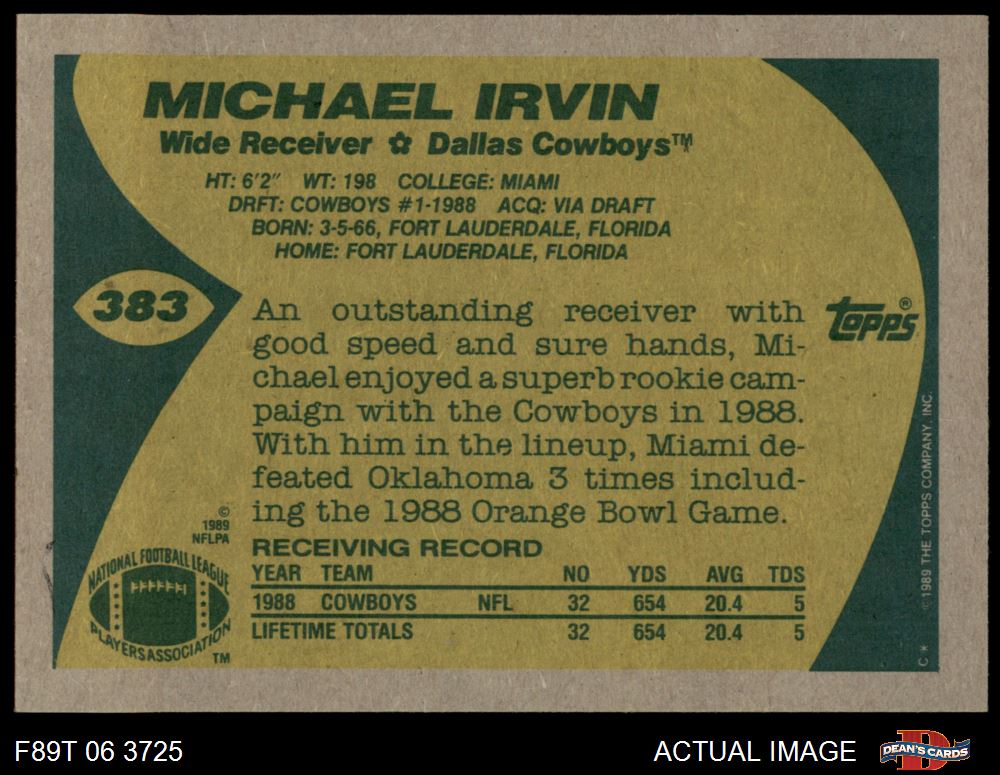 MICHAEL IRVIN
Wide Receiver ✿ Dallas Cowboys™
HT: 6'2" WT: 198 COLLEGE: MIAMI
DRFT: COWBOYS #1-1988 ACQ: VIA DRAFT
BORN: 3-5-66, FORT LAUDERDALE, FLORIDA
HOME: FORT LAUDERDALE, FLORIDA
383
An outstanding receiver with
good speed and sure hands, Mi-
chael enjoyed a superb rookie cam-
paign with the Cowboys in 1988.
With him in the lineup, Miami de-
feated Oklahoma 3 times includ-
ing the 1988 Orange Bowl Game.
TOPPS®
©
1989
NFLPA
NATIONAL FOOTBALL LEAGUE
PLAYERS ASSOCIATION
TM
RECEIVING RECORD
YEAR TEAM NO YDS AVG TDS
1988 COWBOYS NFL 32 654 20.4 5
LIFETIME TOTALS 32 654 20.4 5
© 1989 THE TOPPS COMPANY, INC.
C *
F89T 06 3725
ACTUAL IMAGE
D
DEAN'S CARDS